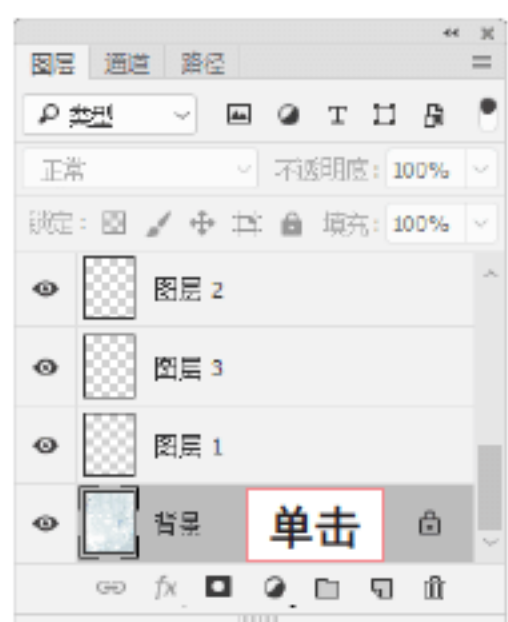 图层 通道 路径
类型 T
正常 不透明度: 100%
锁定: 填充: 100%
图层 2
图层 3
图层 1
背景 单击
fx